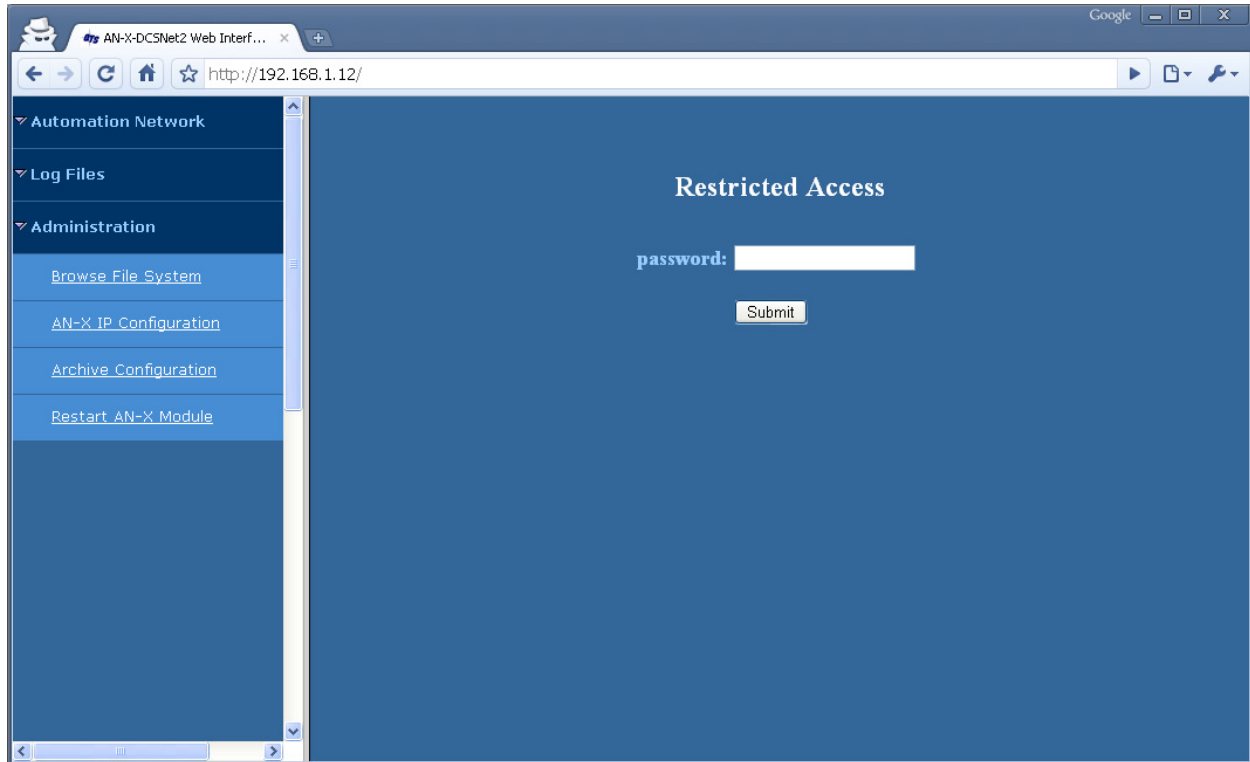 Google
AN-X-DCSNet2 Web Interf...
http://192.168.1.12/
Automation Network
Log Files
Administration
Browse File System
AN-X IP Configuration
Archive Configuration
Restart AN-X Module
Restricted Access
password:
Submit